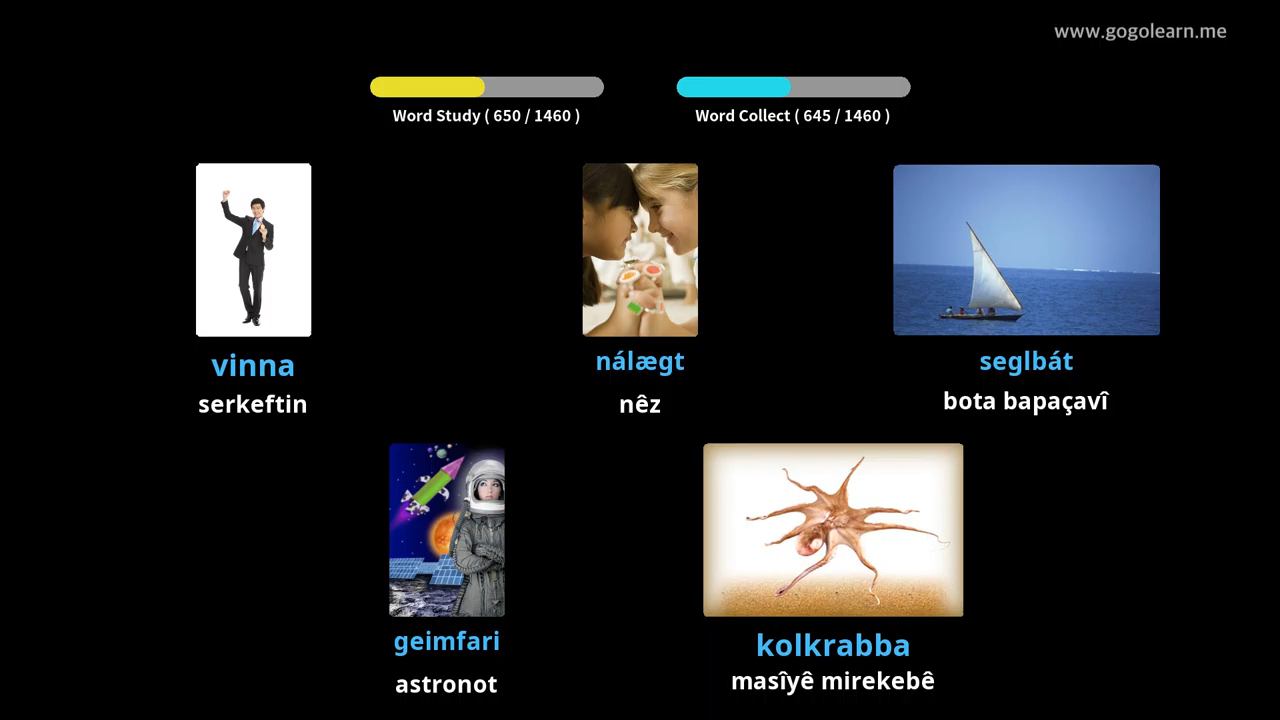 www.gogolearn.me
Word Study ( 650 / 1460 )
Word Collect ( 645 / 1460 )
vinna
serkeftin
nálægt
nêz
seglbát
bota bapaçavî
geimfari
astronot
kolkrabba
masîyê mirekebê